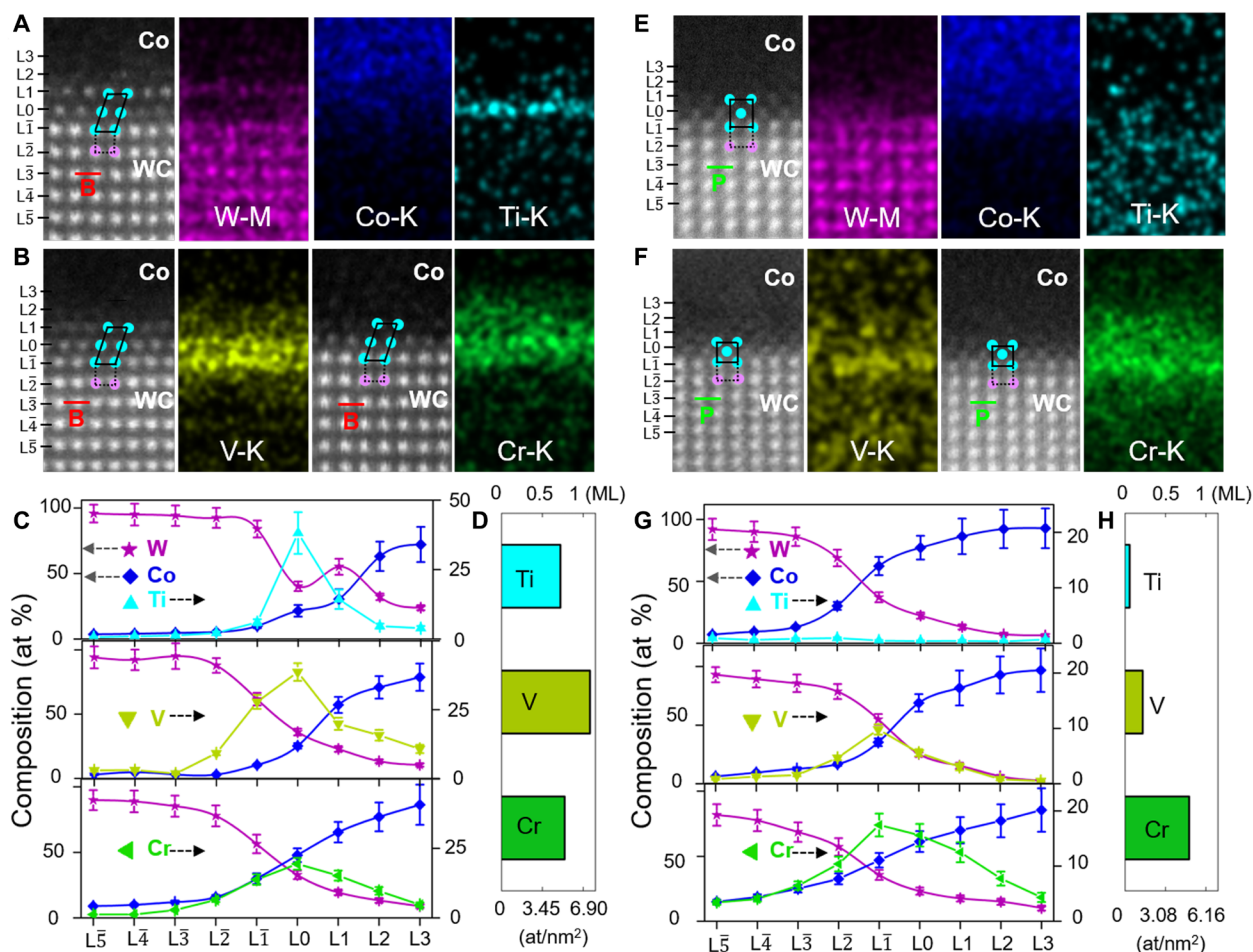 A
Co
L3
L2
L1
L0
L1̅
L2̅
L3̅
L4̅
L5̅
WC
B
W-M
Co-K
Ti-K
E
Co
L3
L2
L1
L0
L1̅
L2̅
L3̅
L4̅
L5̅
WC
P
W-M
Co-K
Ti-K
B
Co
L3
L2
L1
L0
L1̅
L2̅
L3̅
L4̅
L5̅
WC
B
V-K
Co
WC
B
Cr-K
F
Co
L3
L2
L1
L0
L1̅
L2̅
L3̅
L4̅
L5̅
WC
P
V-K
Co
WC
P
Cr-K
C
Composition (at %)
100
50
0
50
25
0
W
Co
Ti
50
0
50
25
0
V
50
0
50
25
0
Cr
L5̅ L4̅ L3̅ L2̅ L1̅ L0 L1 L2 L3
D
0 0.5 1 (ML)
Ti
V
Cr
0 3.45 6.90
(at/nm²)
G
Composition (at %)
100
50
0
20
10
0
W
Co
Ti
50
0
20
10
0
V
50
0
20
10
0
Cr
L5̅ L4̅ L3̅ L2̅ L1̅ L0 L1 L2 L3
H
0 0.5 1 (ML)
Ti
V
Cr
0 3.08 6.16
(at/nm²)